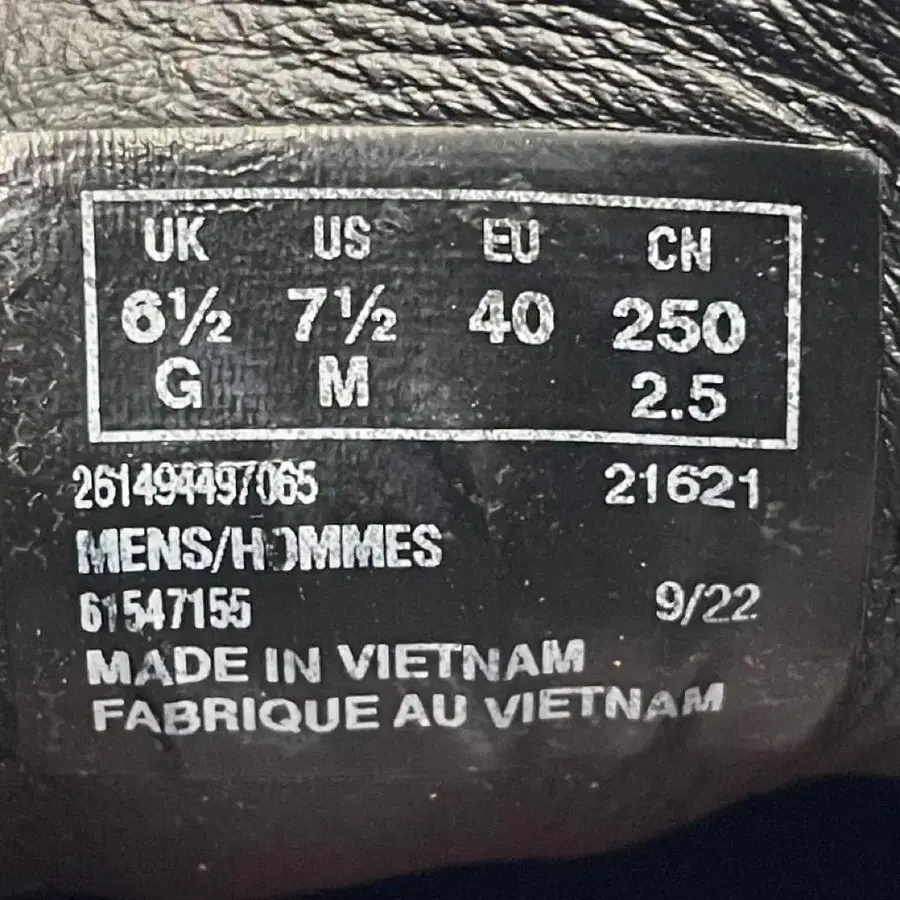 UK US EU CN
6½ 7½ 40 250
G M 2.5
261494497065 21621
MENS/HOMMES
61547155 9/22
MADE IN VIETNAM
FABRIQUE AU VIETNAM